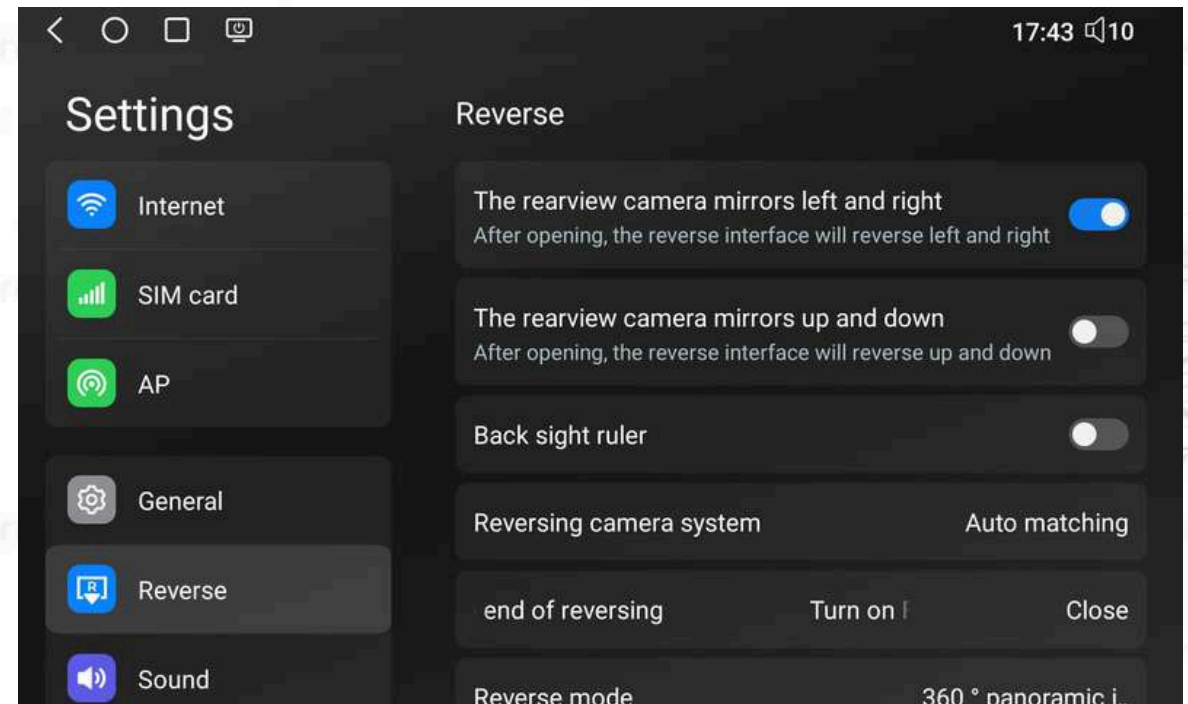 17:43 10
Settings
Reverse
Internet
The rearview camera mirrors left and right
After opening, the reverse interface will reverse left and right
SIM card
The rearview camera mirrors up and down
After opening, the reverse interface will reverse up and down
AP
Back sight ruler
General
Reversing camera system Auto matching
Reverse
end of reversing Turn on Close
Sound
Reverse mode 360 ° panoramic i..